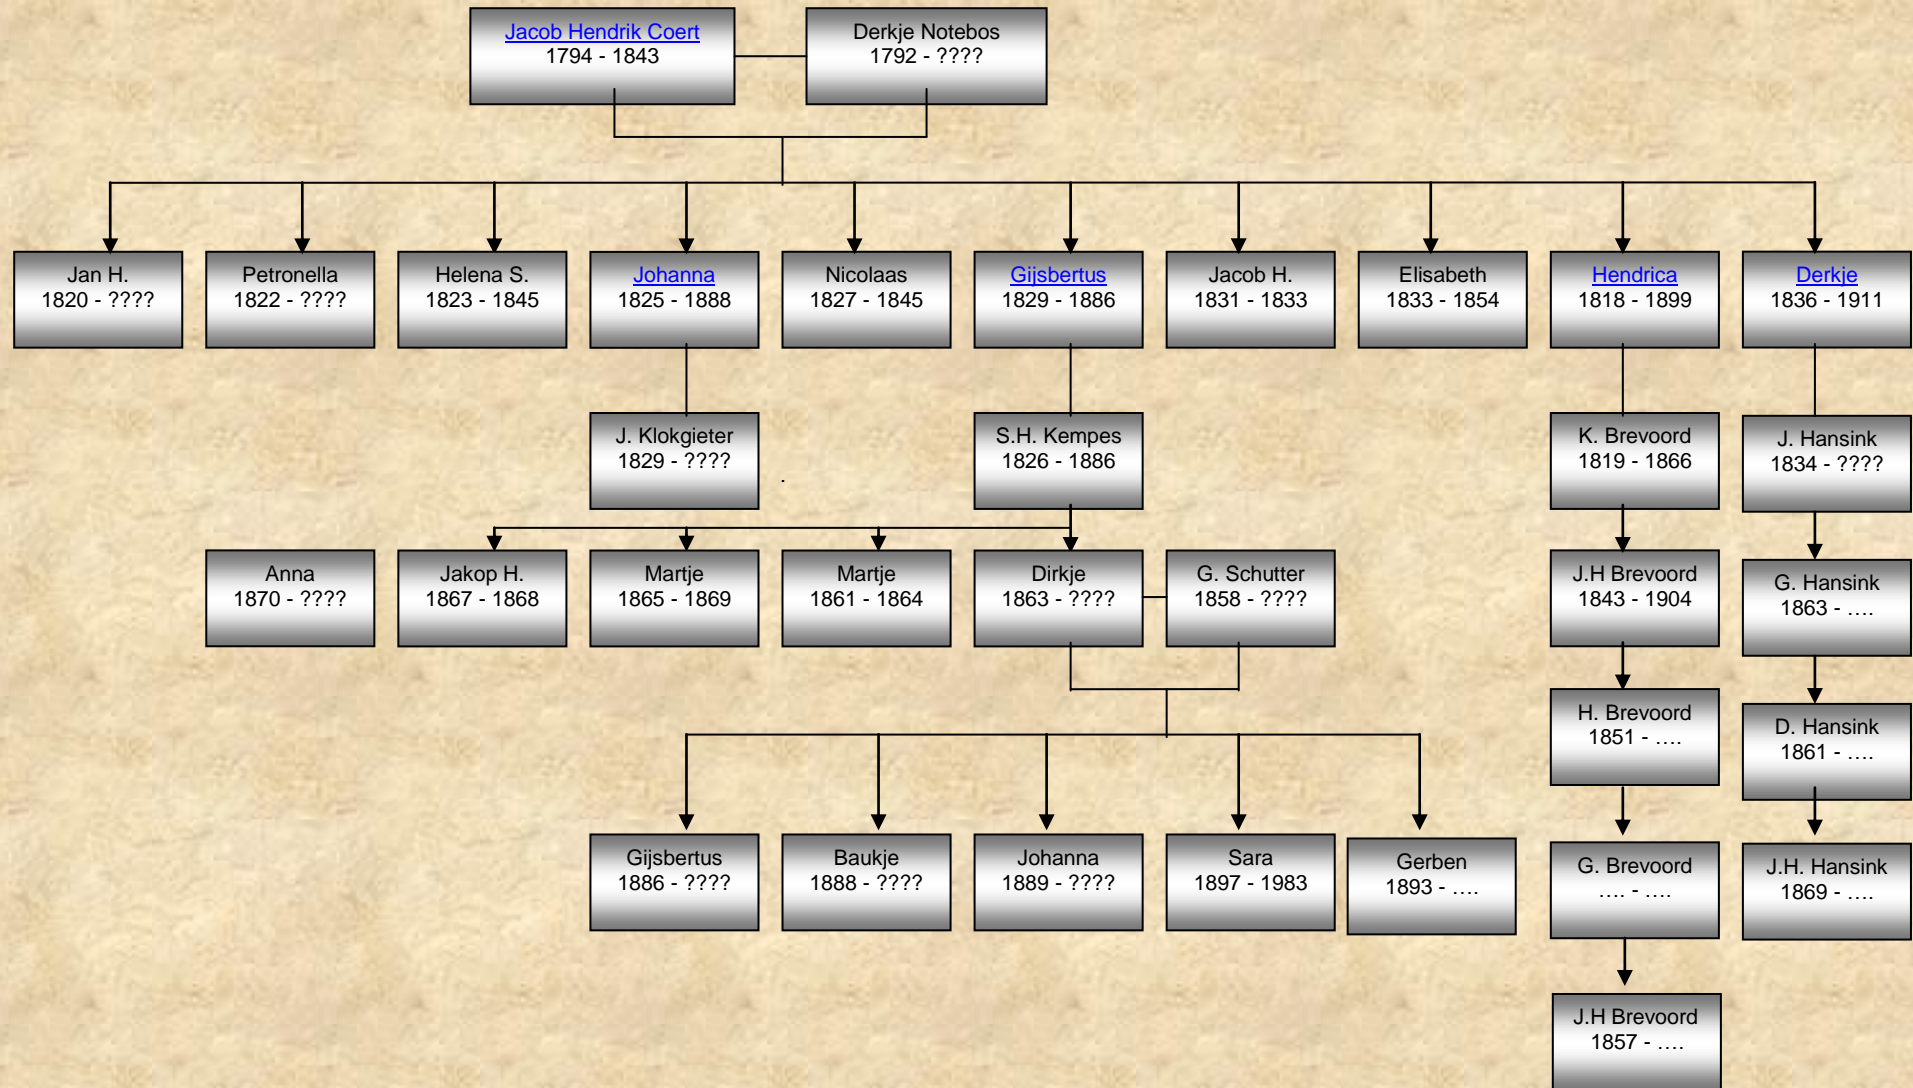 Jacob Hendrik Coert
1794 - 1843
Derkje Notebos
1792 - ????
Jan H.
1820 - ????
Petronella
1822 - ????
Helena S.
1823 - 1845
Johanna
1825 - 1888
Nicolaas
1827 - 1845
Gijsbertus
1829 - 1886
Jacob H.
1831 - 1833
Elisabeth
1833 - 1854
Hendrica
1818 - 1899
Derkje
1836 - 1911
J. Klokgieter
1829 - ????
.
S.H. Kempes
1826 - 1886
K. Brevoord
1819 - 1866
J. Hansink
1834 - ????
Anna
1870 - ????
Jakop H.
1867 - 1868
Martje
1865 - 1869
Martje
1861 - 1864
Dirkje
1863 - ????
G. Schutter
1858 - ????
J.H Brevoord
1843 - 1904
G. Hansink
1863 - ….
H. Brevoord
1851 - ….
D. Hansink
1861 - ….
Gijsbertus
1886 - ????
Baukje
1888 - ????
Johanna
1889 - ????
Sara
1897 - 1983
Gerben
1893 - ….
G. Brevoord
…. - ….
J.H. Hansink
1869 - ….
J.H Brevoord
1857 - ….